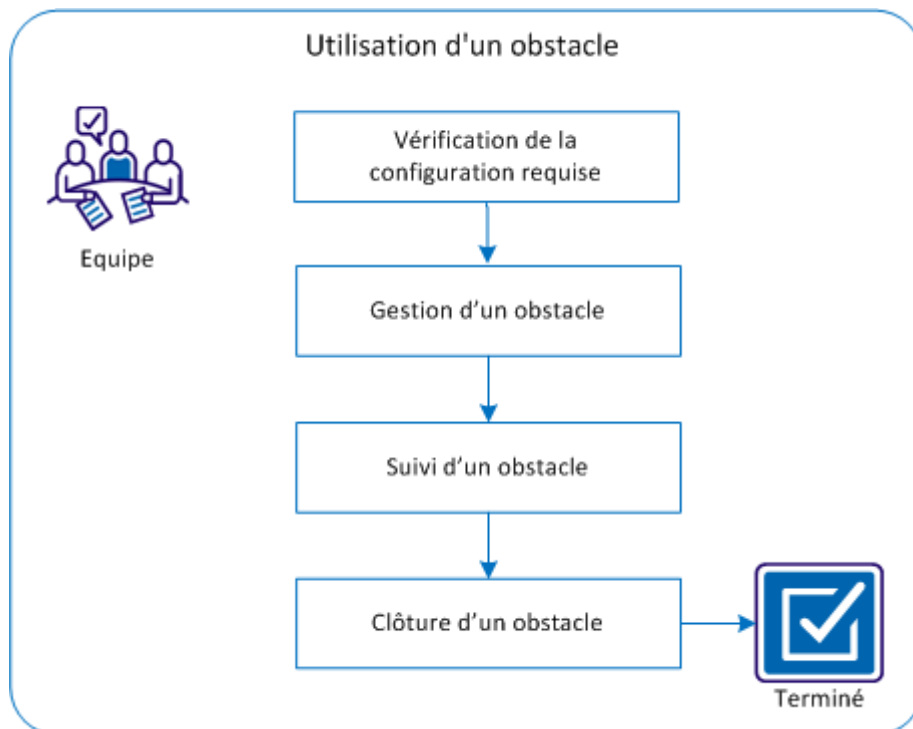 Utilisation d'un obstacle
Equipe
Vérification de la
configuration requise
Gestion d’un obstacle
Suivi d’un obstacle
Clôture d’un obstacle
Terminé